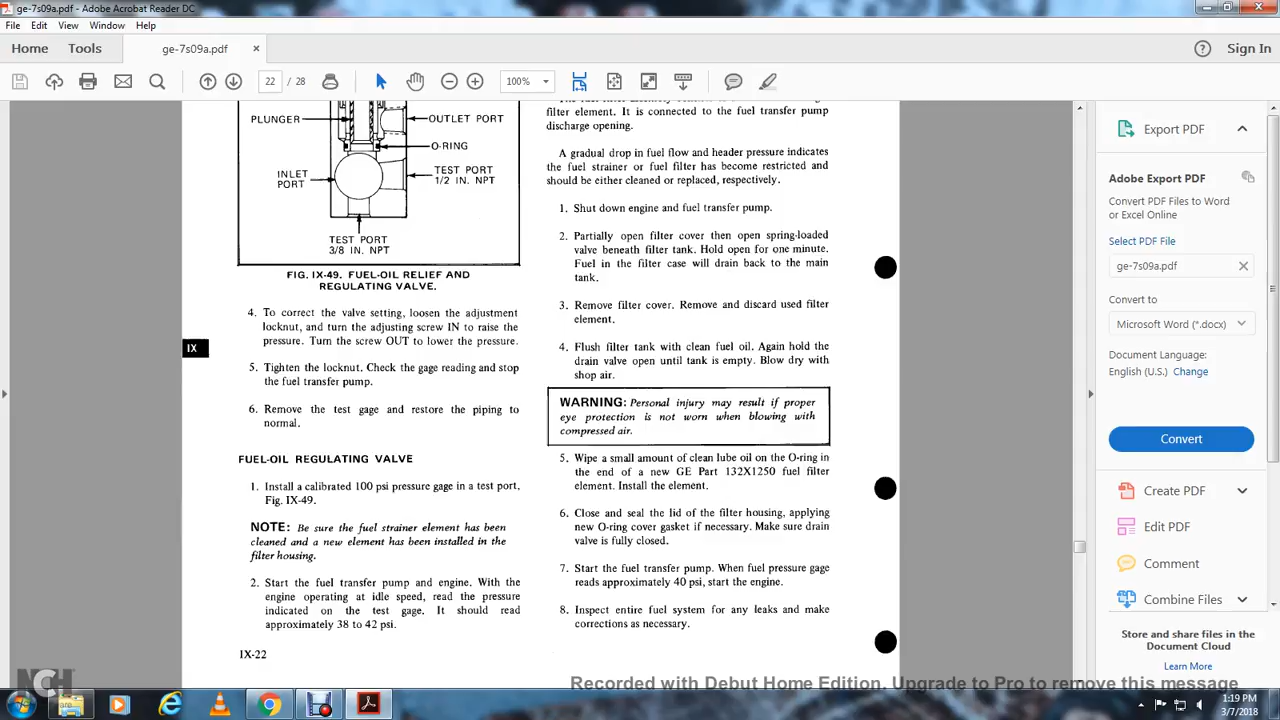 ge-7s09a.pdf - Adobe Acrobat Reader DC
File Edit View Window Help
Home Tools ge-7s09a.pdf × Sign In
22 / 28 100%
PLUNGER
OUTLET PORT
O-RING
INLET
PORT
TEST PORT
1/2 IN. NPT
TEST PORT
3/8 IN. NPT
FIG. IX-49. FUEL-OIL RELIEF AND
REGULATING VALVE.
4. To correct the valve setting, loosen the adjustment
locknut, and turn the adjusting screw IN to raise the
pressure. Turn the screw OUT to lower the pressure.
IX
5. Tighten the locknut. Check the gage reading and stop
the fuel transfer pump.
6. Remove the test gage and restore the piping to
normal.
FUEL-OIL REGULATING VALVE
1. Install a calibrated 100 psi pressure gage in a test port,
Fig. IX-49.
NOTE: Be sure the fuel strainer element has been
cleaned and a new element has been installed in the
filter housing.
2. Start the fuel transfer pump and engine. With the
engine operating at idle speed, read the pressure
indicated on the test gage. It should read
approximately 38 to 42 psi.
IX-22
filter element. It is connected to the fuel transfer pump
discharge opening.
A gradual drop in fuel flow and header pressure indicates
the fuel strainer or fuel filter has become restricted and
should be either cleaned or replaced, respectively.
1. Shut down engine and fuel transfer pump.
2. Partially open filter cover then open spring-loaded
valve beneath filter tank. Hold open for one minute.
Fuel in the filter case will drain back to the main
tank.
3. Remove filter cover. Remove and discard used filter
element.
4. Flush filter tank with clean fuel oil. Again hold the
drain valve open until tank is empty. Blow dry with
shop air.
WARNING: Personal injury may result if proper
eye protection is not worn when blowing with
compressed air.
5. Wipe a small amount of clean lube oil on the O-ring in
the end of a new GE Part 132X1250 fuel filter
element. Install the element.
6. Close and seal the lid of the filter housing, applying
new O-ring cover gasket if necessary. Make sure drain
valve is fully closed.
7. Start the fuel transfer pump. When fuel pressure gage
reads approximately 40 psi, start the engine.
8. Inspect entire fuel system for any leaks and make
corrections as necessary.
Export PDF
Adobe Export PDF
Convert PDF Files to Word
or Excel Online
Select PDF File
ge-7s09a.pdf
Convert to
Microsoft Word (*.docx)
Document Language:
English (U.S.) Change
Convert
Create PDF
Edit PDF
Comment
Combine Files
Store and share files in the
Document Cloud
Learn More
NCH
Recorded with Debut Home Edition. Upgrade to Pro to remove this message
1:19 PM
3/7/2018